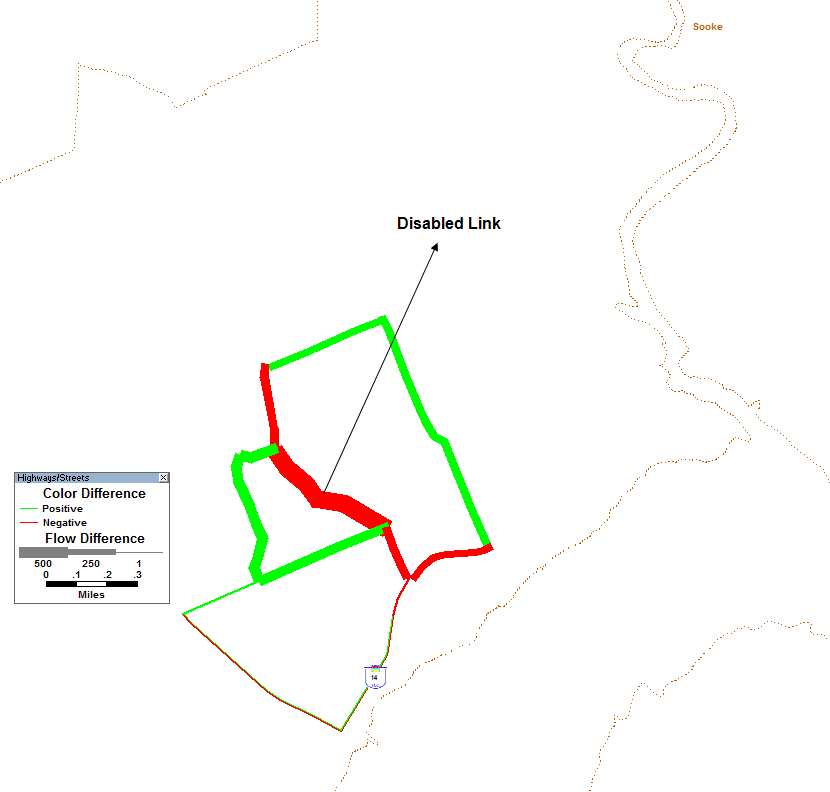 Sooke
Disabled Link
Highways/Streets
Color Difference
Positive
Negative
Flow Difference
500 250 1
0 .1 .2 .3
Miles
14